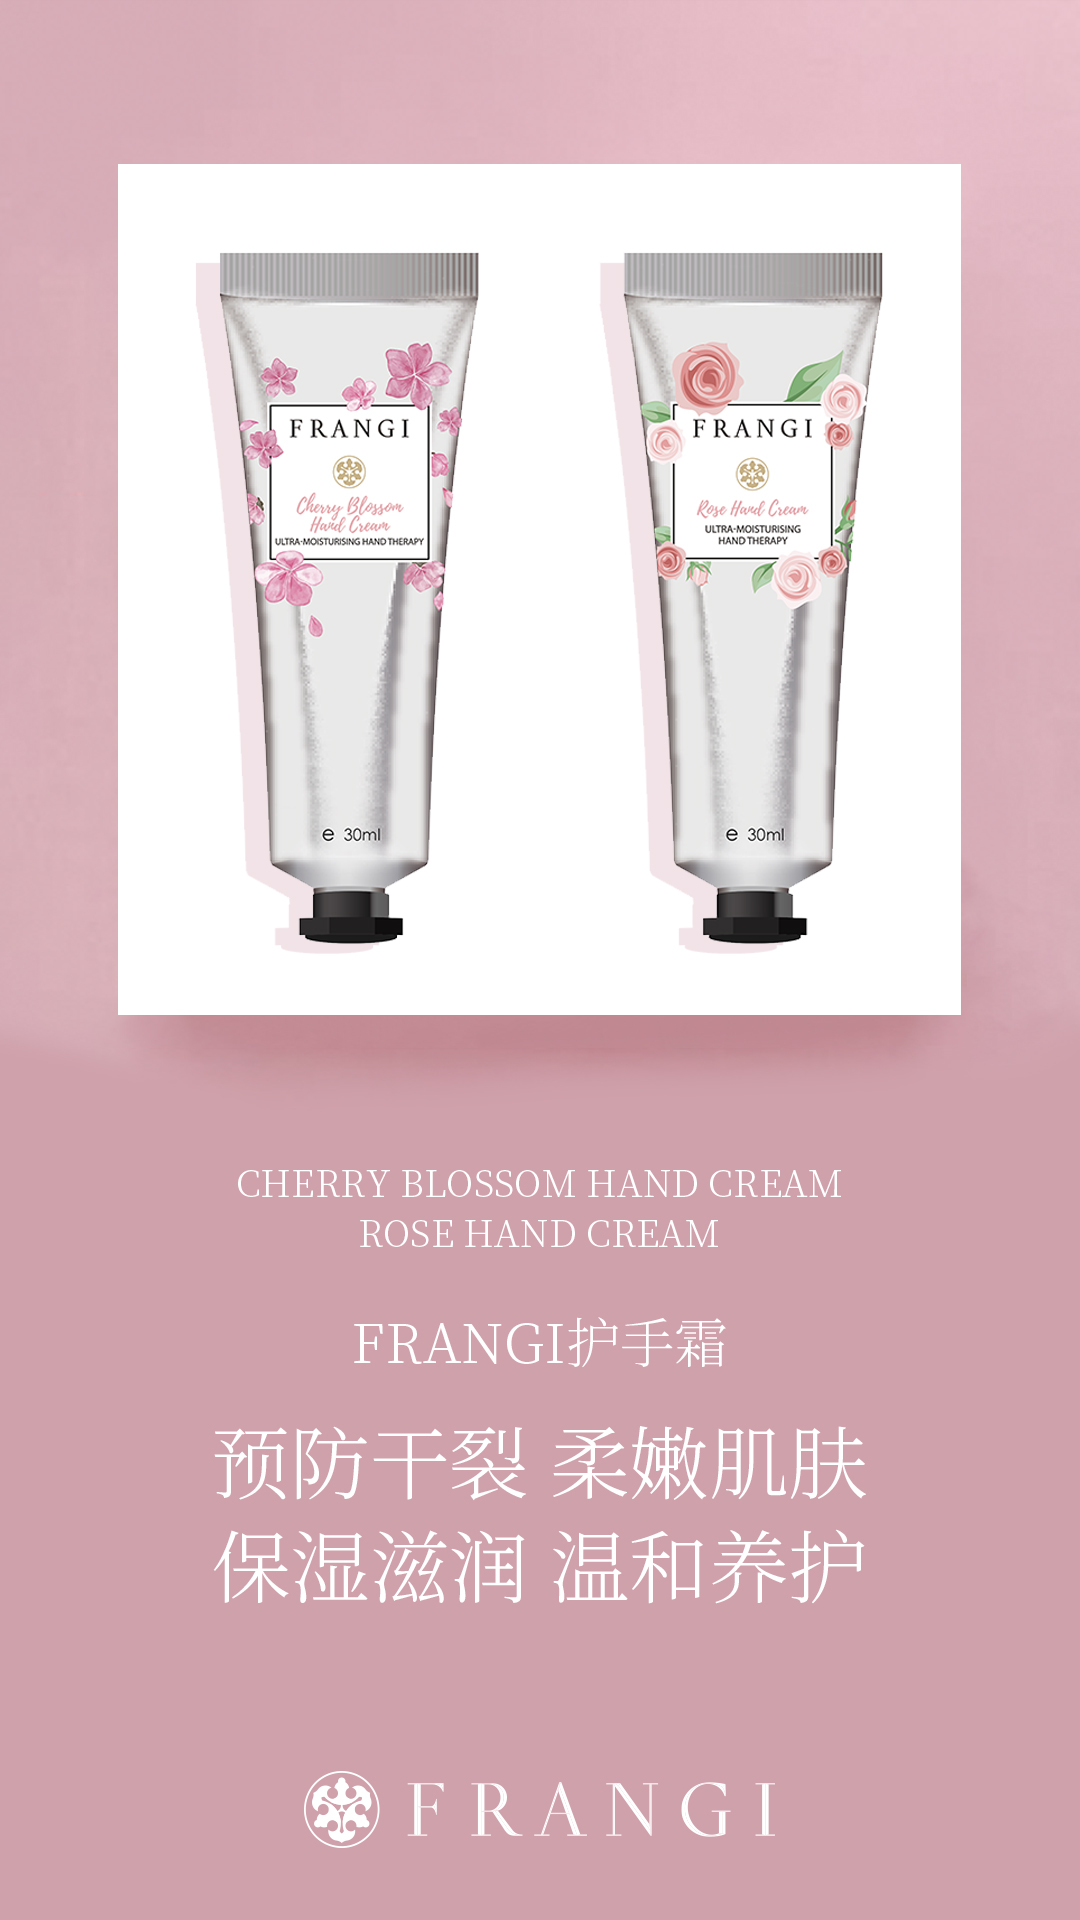 FRANGI
Cherry Blossom
Hand Cream
ULTRA-MOISTURISING HAND THERAPY
e 30ml
FRANGI
Rose Hand Cream
ULTRA-MOISTURISING
HAND THERAPY
e 30ml
CHERRY BLOSSOM HAND CREAM
ROSE HAND CREAM
FRANGI护手霜
预防干裂 柔嫩肌肤
保湿滋润 温和养护
FRANGI